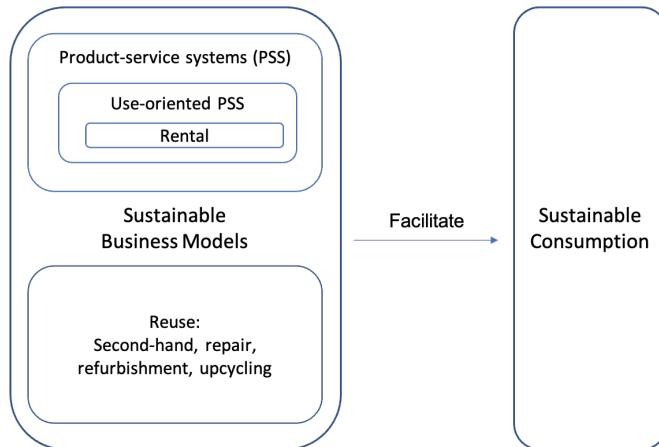 Product-service systems (PSS)
Use-oriented PSS
Rental
Sustainable
Business Models
Reuse:
Second-hand, repair,
refurbishment, upcycling
Facilitate
Sustainable
Consumption